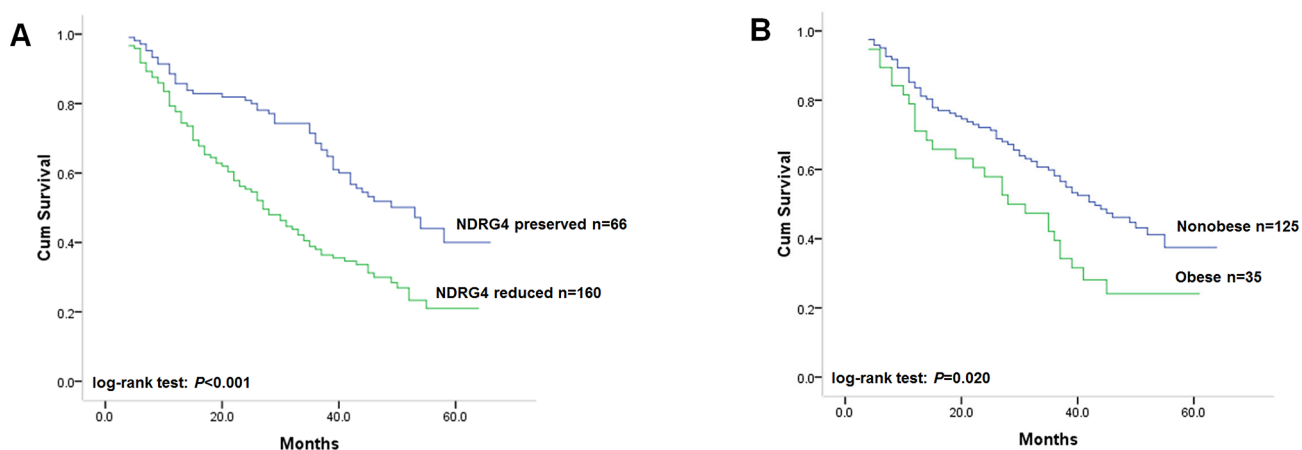 A
Cum Survival
1.0
0.8
0.6
0.4
0.2
0.0
NDRG4 preserved n=66
NDRG4 reduced n=160
log-rank test: P<0.001
0.0 20.0 40.0 60.0
Months
B
Cum Survival
1.0
0.8
0.6
0.4
0.2
0.0
Nonobese n=125
Obese n=35
log-rank test: P=0.020
0.0 20.0 40.0 60.0
Months